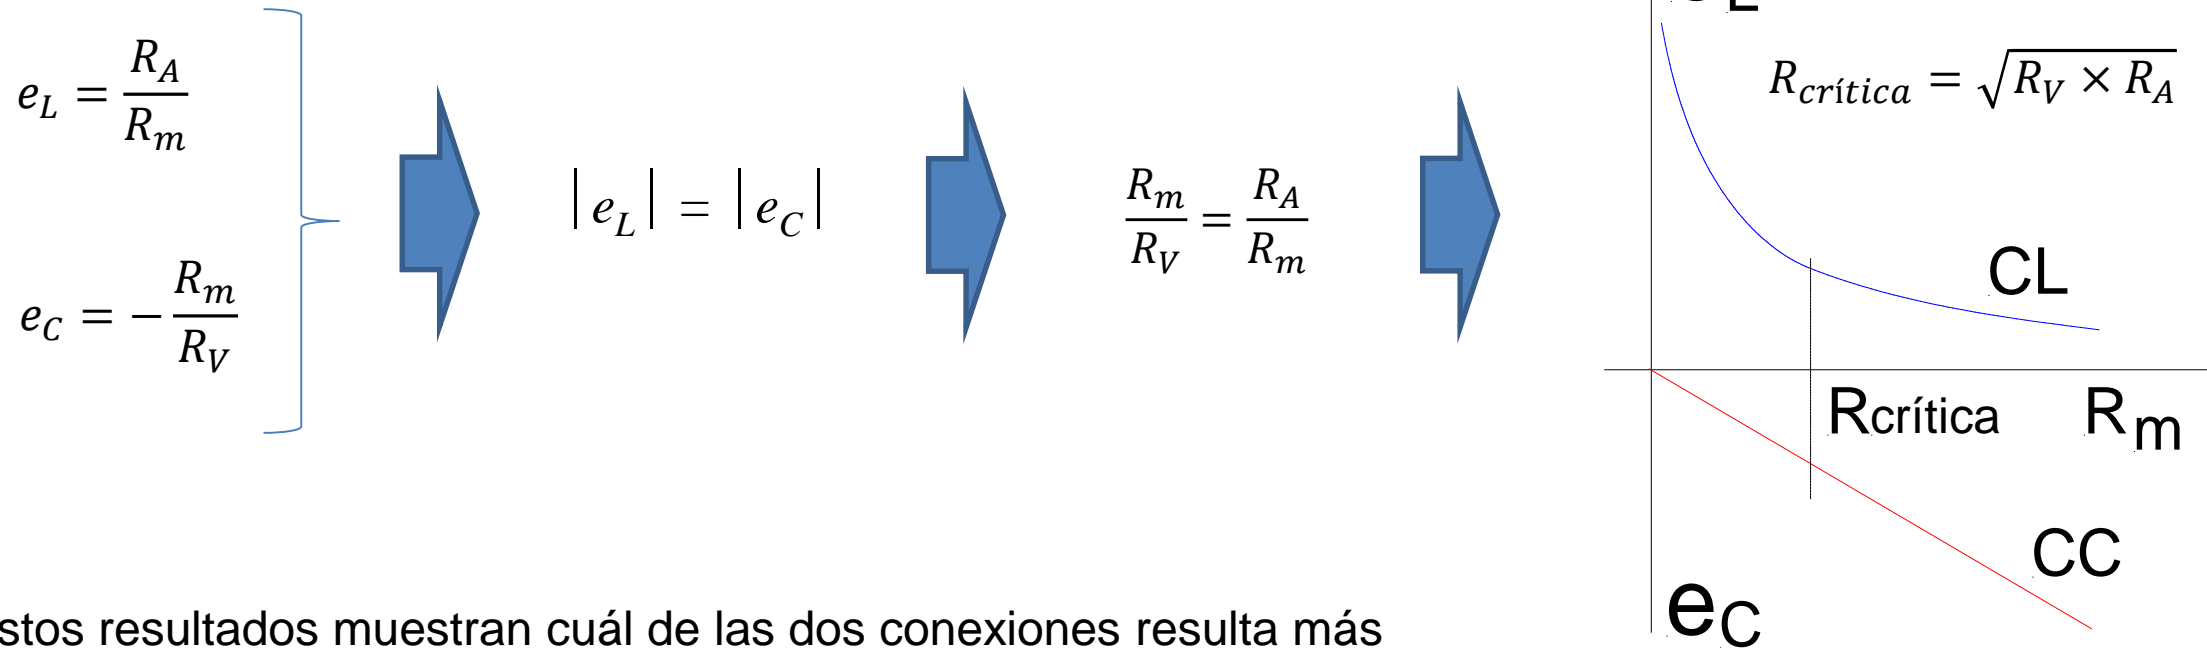 e_L = R_A / R_m
e_C = − R_m / R_V
|e_L| = |e_C|
R_m / R_V = R_A / R_m
R_crítica = √(R_V × R_A)
CL
Rcrítica R_m
CC
e_C
resultados muestran cuál de las dos conexiones resulta más